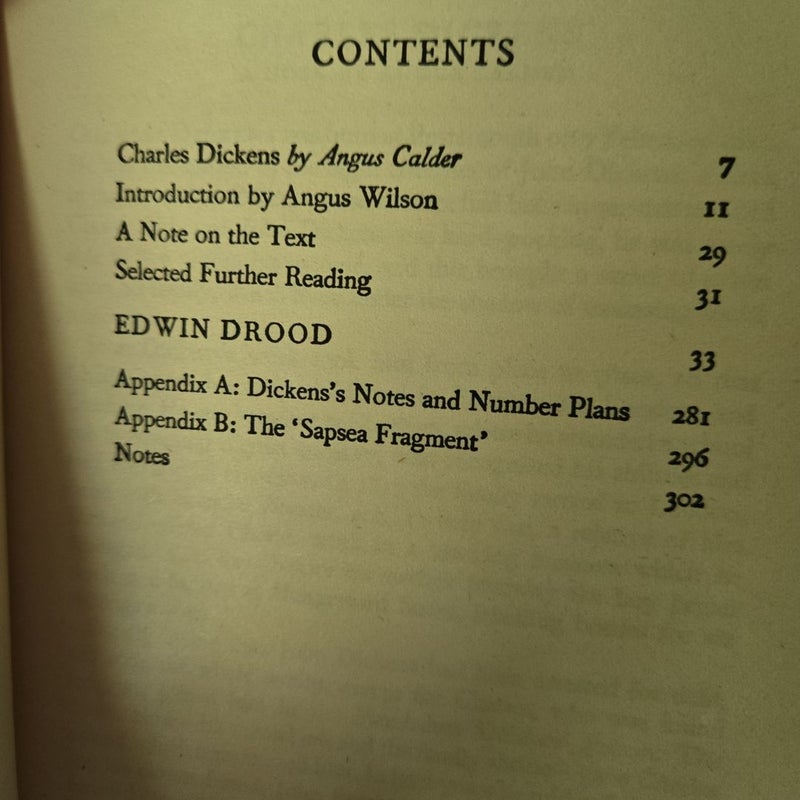 CONTENTS
Charles Dickens by Angus Calder 7
Introduction by Angus Wilson 11
A Note on the Text 29
Selected Further Reading 31
EDWIN DROOD 33
Appendix A: Dickens's Notes and Number Plans 281
Appendix B: The ‘Sapsea Fragment’ 296
Notes 302